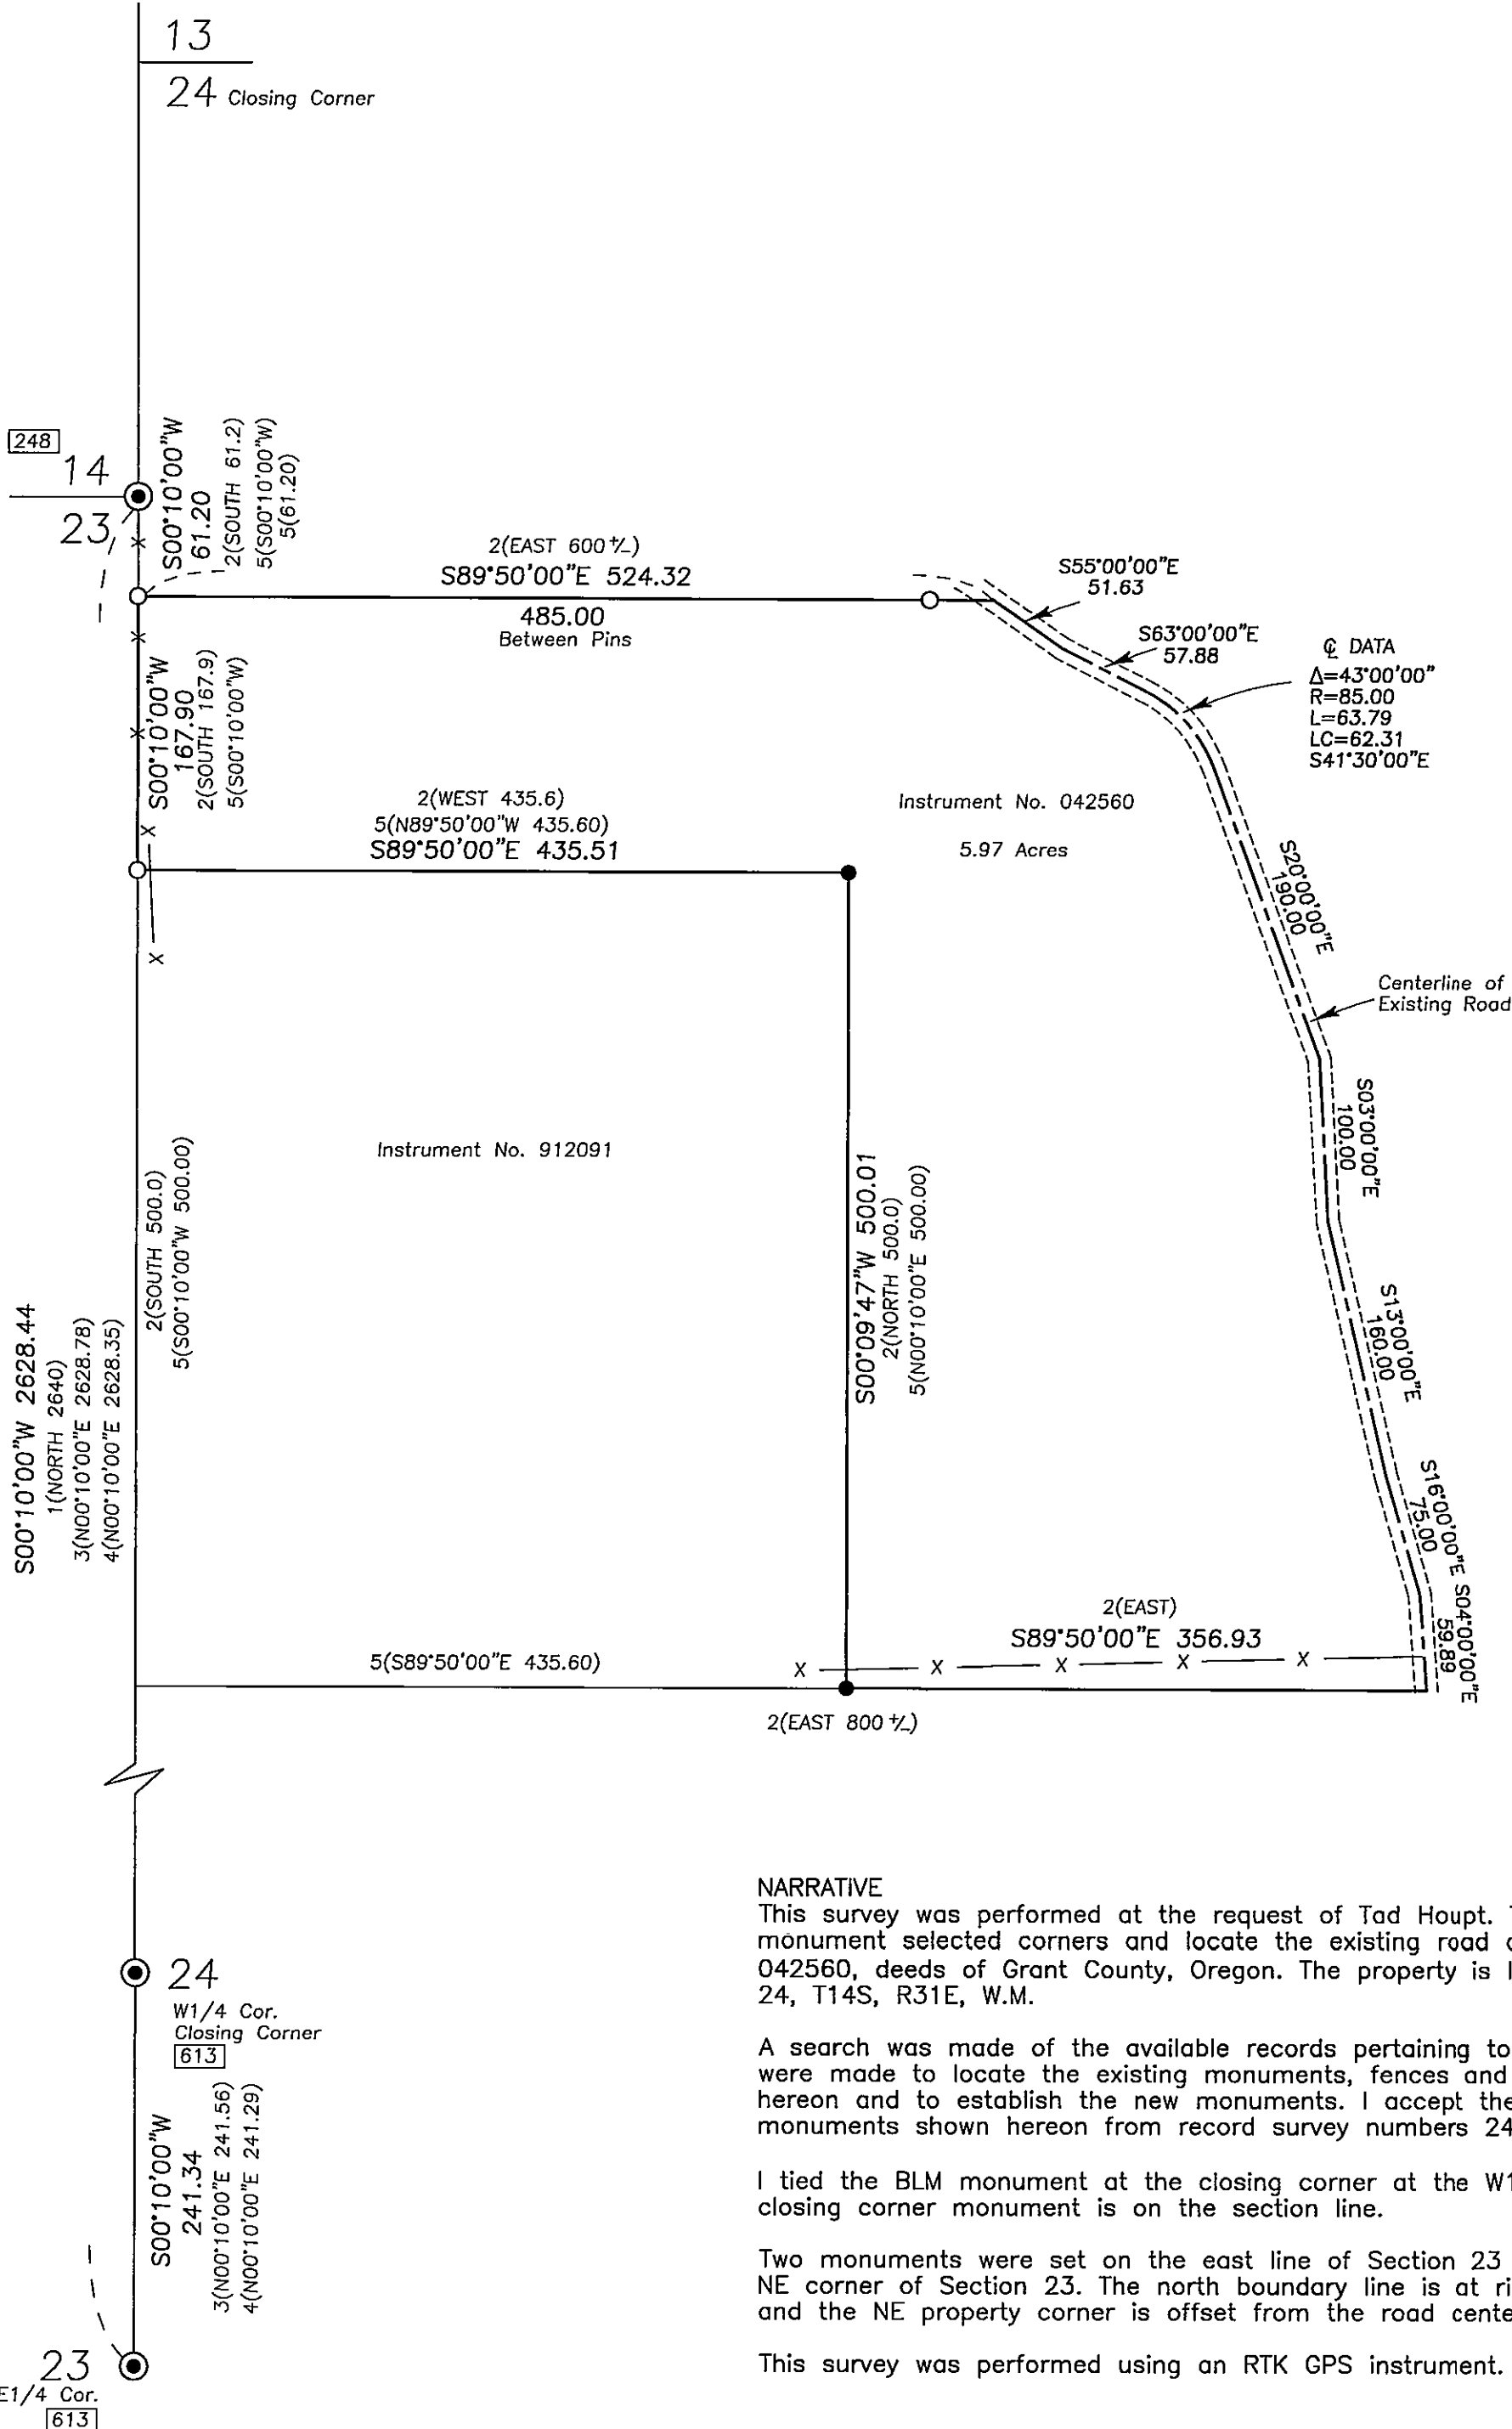 13
24 Closing Corner
248
14
23
S00°10'00"W
61.20
2(SOUTH 61.2)
5(S00°10'00"W)
5(61.20)
2(EAST 600+/-)
S89°50'00"E 524.32
485.00
Between Pins
S55°00'00"E
51.63
S63°00'00"E
57.88
℄ DATA
Δ=43°00'00"
R=85.00
L=63.79
LC=62.31
S41°30'00"E
S00°10'00"W
167.90
2(SOUTH 167.9)
5(S00°10'00"W)
2(WEST 435.6)
5(N89°50'00"W 435.60)
S89°50'00"E 435.51
Instrument No. 042560
5.97 Acres
S20°00'00"E
190.00
Centerline of
Existing Road
S03°00'00"E
100.00
Instrument No. 912091
2(SOUTH 500.0)
5(S00°10'00"W 500.00)
S00°09'47"W 500.01
2(NORTH 500.0)
5(N00°10'00"E 500.00)
S13°00'00"E
160.00
S00°10'00"W 2628.44
1(NORTH 2640)
3(N00°10'00"E 2628.78)
4(N00°10'00"E 2628.35)
S16°00'00"E
75.00
S04°00'00"E
59.89
2(EAST)
S89°50'00"E 356.93
5(S89°50'00"E 435.60)
2(EAST 800+/-)
24
W1/4 Cor.
Closing Corner
613
S00°10'00"W
241.34
3(N00°10'00"E 241.56)
4(N00°10'00"E 241.29)
23
E1/4 Cor.
613
NARRATIVE
This survey was performed at the request of Tad Houpt.
monument selected corners and locate the existing road
042560, deeds of Grant County, Oregon. The property is
24, T14S, R31E, W.M.
A search was made of the available records pertaining to
were made to locate the existing monuments, fences and
hereon and to establish the new monuments. I accept the
monuments shown hereon from record survey numbers 24
I tied the BLM monument at the closing corner at the W1
closing corner monument is on the section line.
Two monuments were set on the east line of Section 23
NE corner of Section 23. The north boundary line is at ri
and the NE property corner is offset from the road cente
This survey was performed using an RTK GPS instrument.